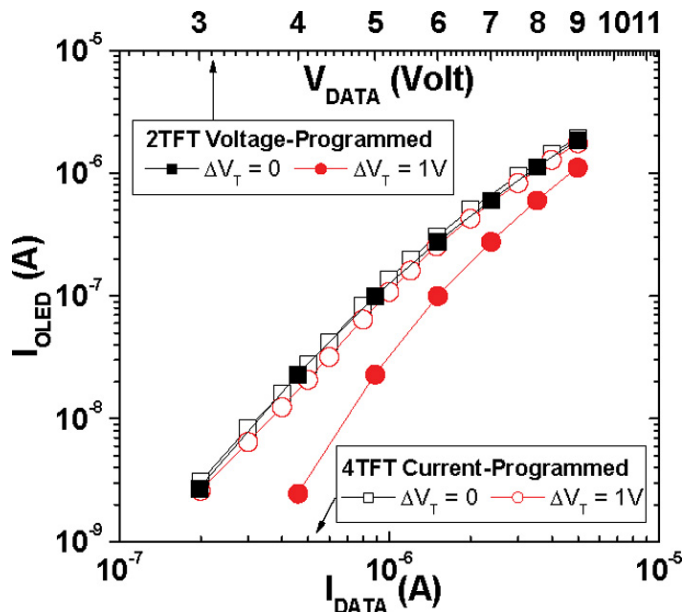 3 4 5 6 7 8 9 1011
V_DATA (Volt)
2TFT Voltage-Programmed
ΔV_T = 0 ΔV_T = 1V
10^-5
10^-6
10^-7
10^-8
10^-9
I_OLED (A)
4TFT Current-Programmed
ΔV_T = 0 ΔV_T = 1V
10^-7 10^-6 10^-5
I_DATA (A)